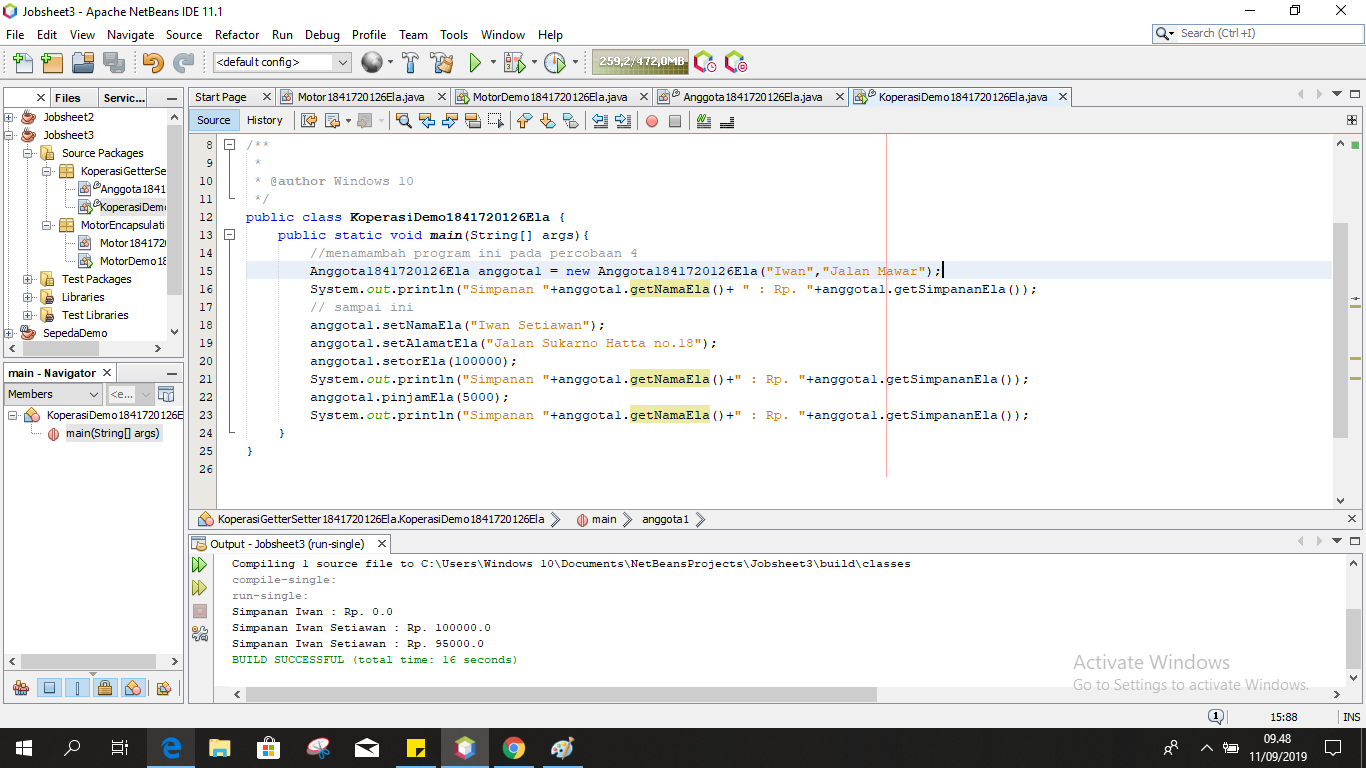 Jobsheet3 - Apache NetBeans IDE 11.1
File Edit View Navigate Source Refactor Run Debug Profile Team Tools Window Help
Search (Ctrl+I)
<default config>
259,2/472,0MB
Files Servic...
Start Page Motor1841720126Ela.java MotorDemo1841720126Ela.java Anggota1841720126Ela.java KoperasiDemo1841720126Ela.java
Source History
Jobsheet2
Jobsheet3
Source Packages
KoperasiGetterSe
Anggota1841
KoperasiDem
MotorEncapsulati
Motor184172
MotorDemo18
Test Packages
Libraries
Test Libraries
SepedaDemo
8 /**
9 *
10 * @author Windows 10
11 */
12 public class KoperasiDemo1841720126Ela {
13 public static void main(String[] args){
14 //menamambah program ini pada percobaan 4
15 Anggota1841720126Ela anggota1 = new Anggota1841720126Ela("Iwan","Jalan Mawar");
16 System.out.println("Simpanan "+anggota1.getNamaEla()+ " : Rp. "+anggota1.getSimpananEla());
17 // sampai ini
18 anggota1.setNamaEla("Iwan Setiawan");
19 anggota1.setAlamatEla("Jalan Sukarno Hatta no.18");
20 anggota1.setorEla(100000);
21 System.out.println("Simpanan "+anggota1.getNamaEla()+" : Rp. "+anggota1.getSimpananEla());
22 anggota1.pinjamEla(5000);
23 System.out.println("Simpanan "+anggota1.getNamaEla()+" : Rp. "+anggota1.getSimpananEla());
24 }
25 }
26
main - Navigator
Members <e...
KoperasiDemo1841720126E
main(String[] args)
KoperasiGetterSetter1841720126Ela.KoperasiDemo1841720126Ela main anggota1
Output - Jobsheet3 (run-single)
Compiling 1 source file to C:\Users\Windows 10\Documents\NetBeansProjects\Jobsheet3\build\classes
compile-single:
run-single:
Simpanan Iwan : Rp. 0.0
Simpanan Iwan Setiawan : Rp. 100000.0
Simpanan Iwan Setiawan : Rp. 95000.0
BUILD SUCCESSFUL (total time: 16 seconds)
Activate Windows
Go to Settings to activate Windows.
1 15:88 INS
09.48
11/09/2019